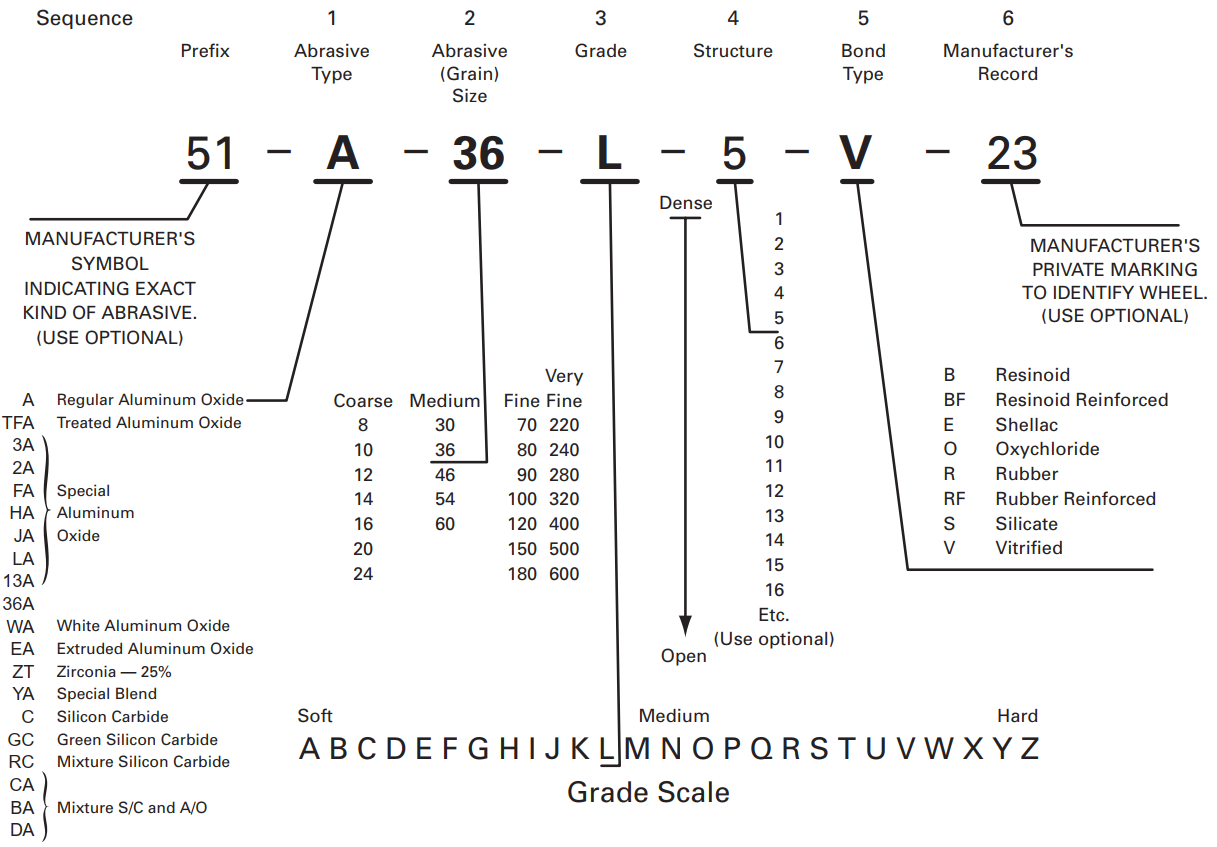 Sequence 1 2 3 4 5 6
Prefix Abrasive Abrasive Grade Structure Bond Manufacturer's
Type (Grain) Type Record
Size
51 – A – 36 – L – 5 – V – 23
MANUFACTURER'S
SYMBOL
INDICATING EXACT
KIND OF ABRASIVE.
(USE OPTIONAL)
A Regular Aluminum Oxide
TFA Treated Aluminum Oxide
3A
2A
FA Special
HA Aluminum
JA Oxide
LA
13A
36A
WA White Aluminum Oxide
EA Extruded Aluminum Oxide
ZT Zirconia — 25%
YA Special Blend
C Silicon Carbide
GC Green Silicon Carbide
RC Mixture Silicon Carbide
CA
BA Mixture S/C and A/O
DA
Very
Coarse Medium Fine Fine
8 30 70 220
10 36 80 240
12 46 90 280
14 54 100 320
16 60 120 400
20 150 500
24 180 600
Dense
1
2
3
4
5
6
7
8
9
10
11
12
13
14
15
16
Etc.
(Use optional)
Open
MANUFACTURER'S
PRIVATE MARKING
TO IDENTIFY WHEEL.
(USE OPTIONAL)
B Resinoid
BF Resinoid Reinforced
E Shellac
O Oxychloride
R Rubber
RF Rubber Reinforced
S Silicate
V Vitrified
Soft Medium Hard
A B C D E F G H I J K L M N O P Q R S T U V W X Y Z
Grade Scale